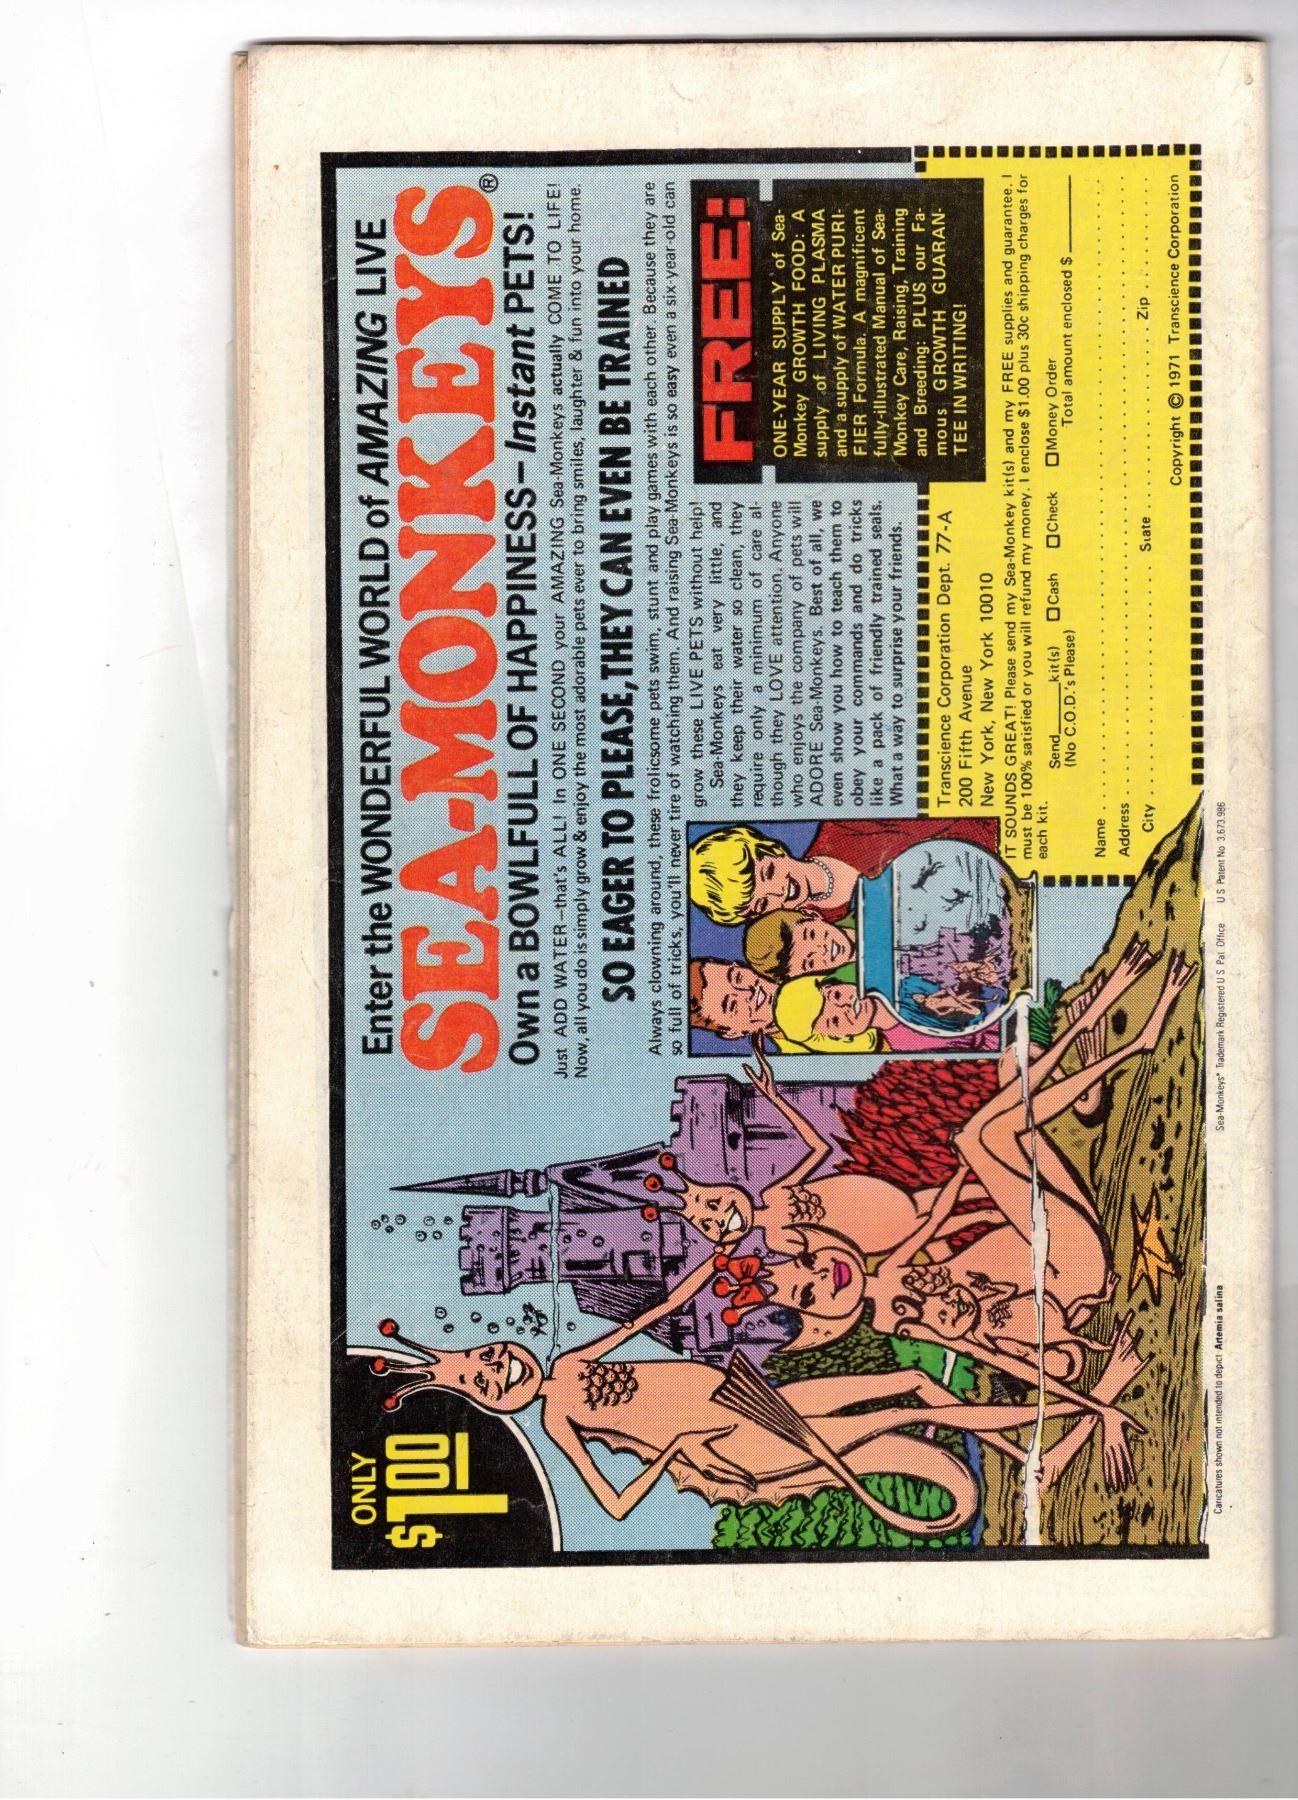 ONLY
$1.00
Enter the WONDERFUL WORLD of AMAZING LIVE
SEA-MONKEYS®
Own a BOWLFULL OF HAPPINESS—Instant PETS!
Just ADD WATER—that's ALL! In ONE SECOND your AMAZING Sea-Monkeys actually COME TO LIFE!
Now, all you do is simply grow & enjoy the most adorable pets ever to bring smiles, laughter & fun into your home.
SO EAGER TO PLEASE, THEY CAN EVEN BE TRAINED
Always clowning around, these frolicsome pets swim, stunt and play games with each other. Because they are
so full of tricks, you'll never tire of watching them. And raising Sea-Monkeys is so easy even a six-year-old can
grow these LIVE PETS without help!
Sea-Monkeys eat very little, and
they keep their water so clean, they
require only a minimum of care al-
though they LOVE attention. Anyone
who enjoys the company of pets will
ADORE Sea-Monkeys. Best of all, we
even show you how to teach them to
obey your commands and do tricks
like a pack of friendly trained seals.
What a way to surprise your friends.
FREE:
ONE-YEAR SUPPLY of Sea-
Monkey GROWTH FOOD: A
supply of LIVING PLASMA
and a supply of WATER PURI-
FIER Formula. A magnificent
fully-illustrated Manual of Sea-
Monkey Care, Raising, Training
and Breeding; PLUS our Fa-
mous GROWTH GUARAN-
TEE IN WRITING!
Transcience Corporation Dept. 77-A
200 Fifth Avenue
New York, New York 10010
IT SOUNDS GREAT! Please send my Sea-Monkey kit(s) and my FREE supplies and guarantee. I
must be 100% satisfied or you will refund my money. I enclose $1.00 plus 30c shipping charges for
each kit.
Send____kit(s) □Cash □Check □Money Order
(No C.O.D.'s Please) Total amount enclosed $ ______
Name
Address
City State Zip
Copyright © 1971 Transcience Corporation
Caricatures shown not intended to depict Artemia salina Sea-Monkeys® Trademark Registered U S Pat Office U S Patent No 3,673,986